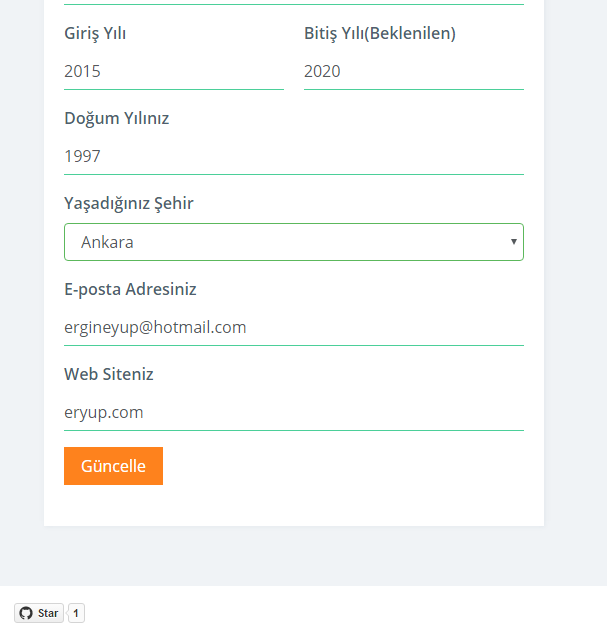 Giriş Yılı
Bitiş Yılı(Beklenilen)
2015
2020
Doğum Yılınız
1997
Yaşadığınız Şehir
Ankara
E-posta Adresiniz
ergineyup@hotmail.com
Web Siteniz
eryup.com
Güncelle
Star 1